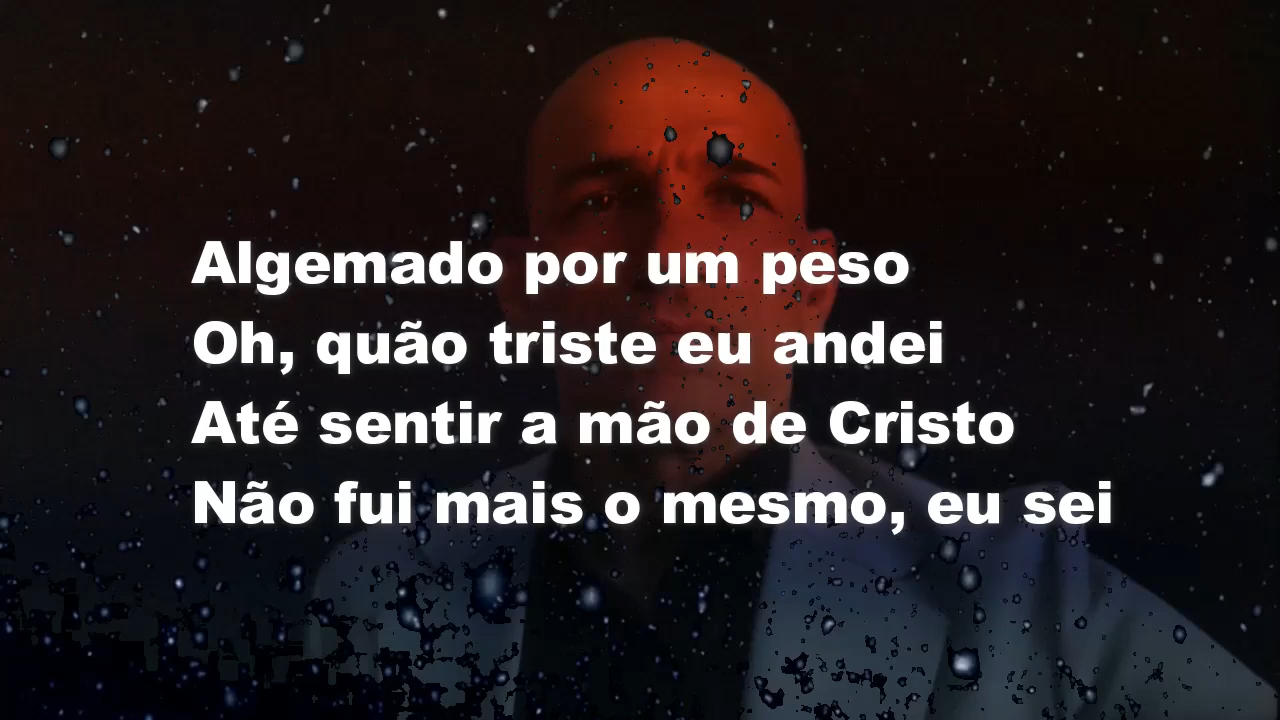 Algemado por um peso
Oh, quão triste eu andei
Até sentir a mão de Cristo
Não fui mais o mesmo, eu sei